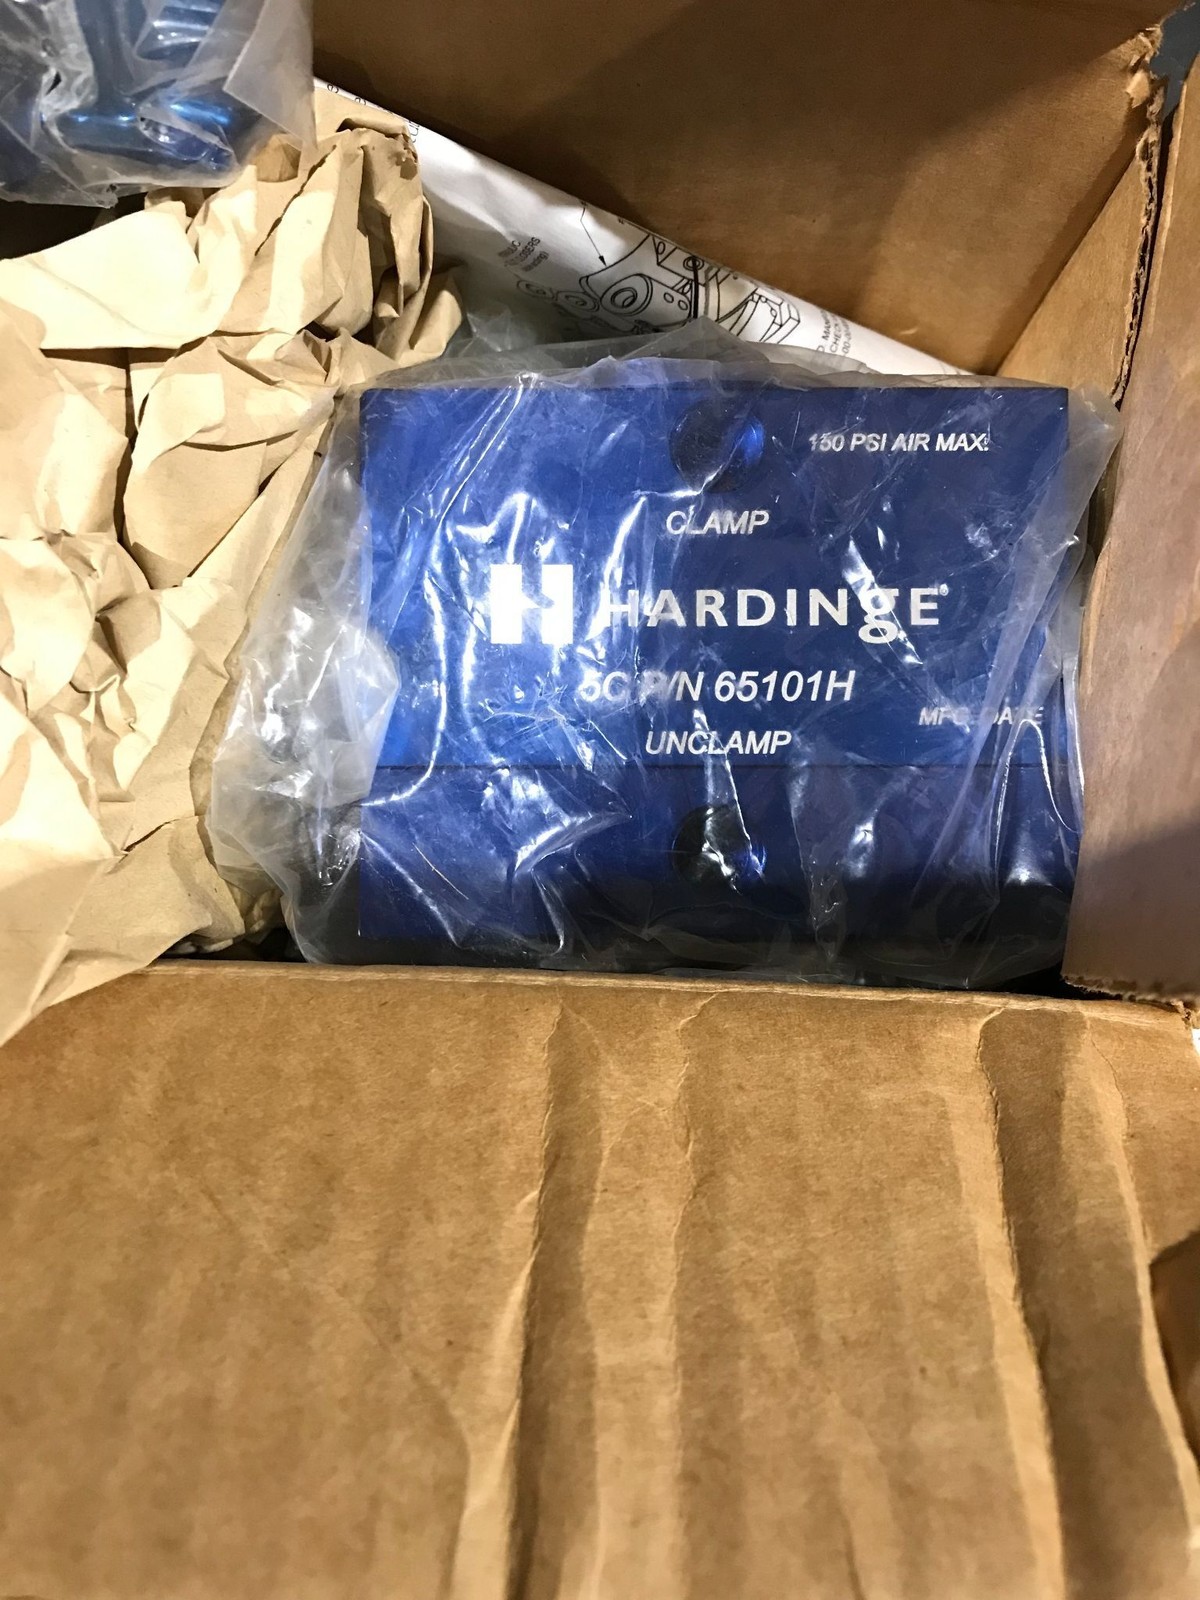 150 PSI AIR MAX.
CLAMP
H HARDINgE®
5C P/N 65101H
MFG. DATE
UNCLAMP